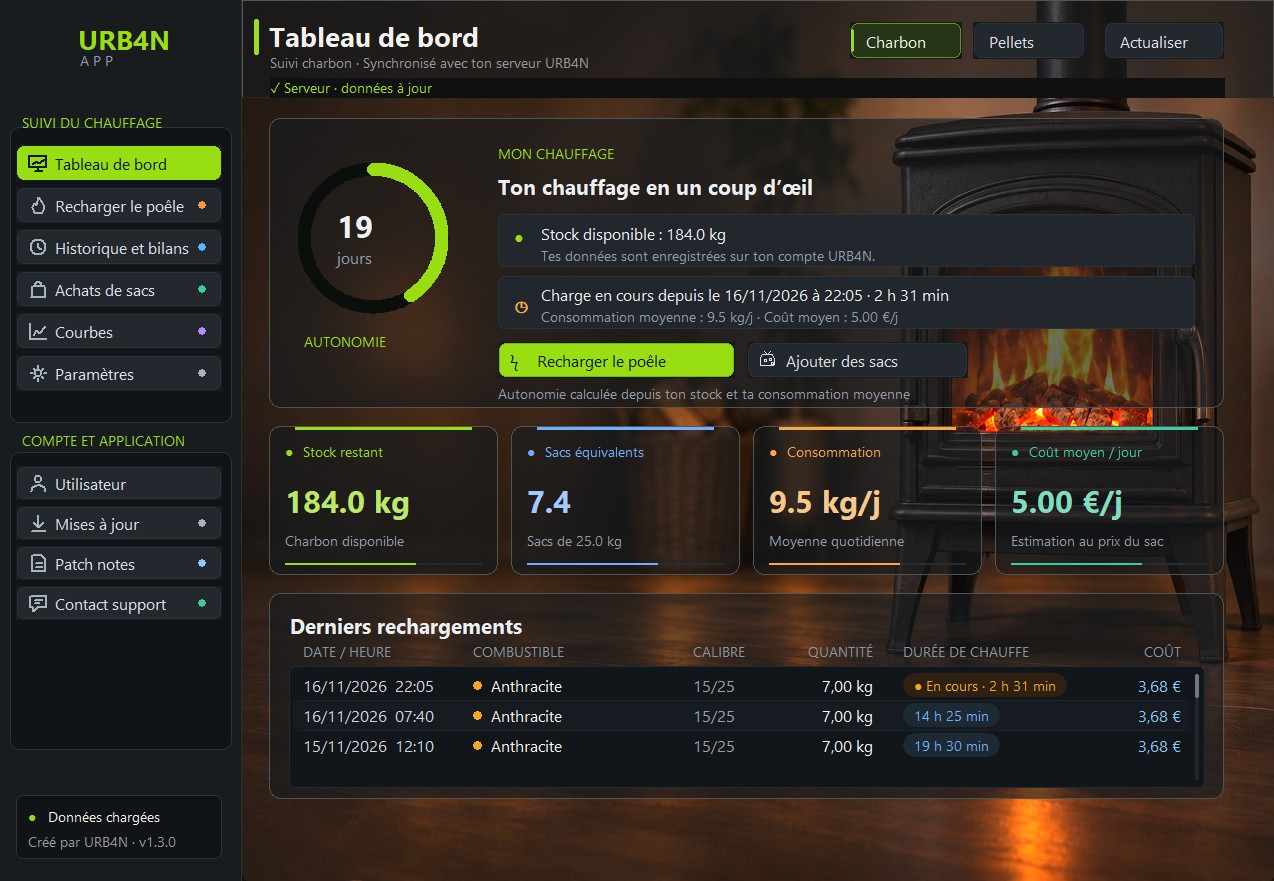 URB4N
APP
SUIVI DU CHAUFFAGE
Tableau de bord
Recharger le poêle
Historique et bilans
Achats de sacs
Courbes
Paramètres
COMPTE ET APPLICATION
Utilisateur
Mises à jour
Patch notes
Contact support
Données chargées
Créé par URB4N · v1.3.0
Tableau de bord
Suivi charbon · Synchronisé avec ton serveur URB4N
Charbon
Pellets
Actualiser
✓ Serveur · données à jour
19
jours
AUTONOMIE
MON CHAUFFAGE
Ton chauffage en un coup d’œil
Stock disponible : 184.0 kg
Tes données sont enregistrées sur ton compte URB4N.
Charge en cours depuis le 16/11/2026 à 22:05 · 2 h 31 min
Consommation moyenne : 9.5 kg/j · Coût moyen : 5.00 €/j
Recharger le poêle
Ajouter des sacs
Autonomie calculée depuis ton stock et ta consommation moyenne
Stock restant
184.0 kg
Charbon disponible
Sacs équivalents
7.4
Sacs de 25.0 kg
Consommation
9.5 kg/j
Moyenne quotidienne
Coût moyen / jour
5.00 €/j
Estimation au prix du sac
Derniers rechargements
DATE / HEURE COMBUSTIBLE CALIBRE QUANTITÉ DURÉE DE CHAUFFE COÛT
16/11/2026 22:05 Anthracite 15/25 7,00 kg ● En cours · 2 h 31 min 3,68 €
16/11/2026 07:40 Anthracite 15/25 7,00 kg 14 h 25 min 3,68 €
15/11/2026 12:10 Anthracite 15/25 7,00 kg 19 h 30 min 3,68 €